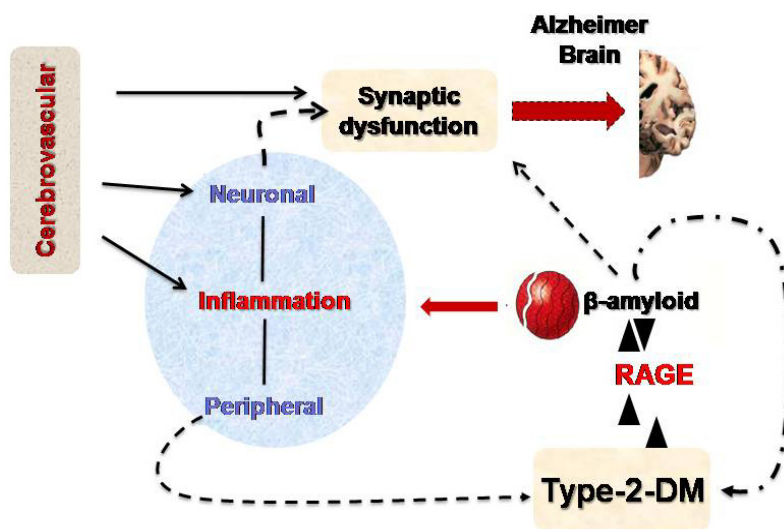 Alzheimer
Brain
Cerebrovascular
Synaptic
dysfunction
Neuronal
Inflammation
β-amyloid
RAGE
Peripheral
Type-2-DM